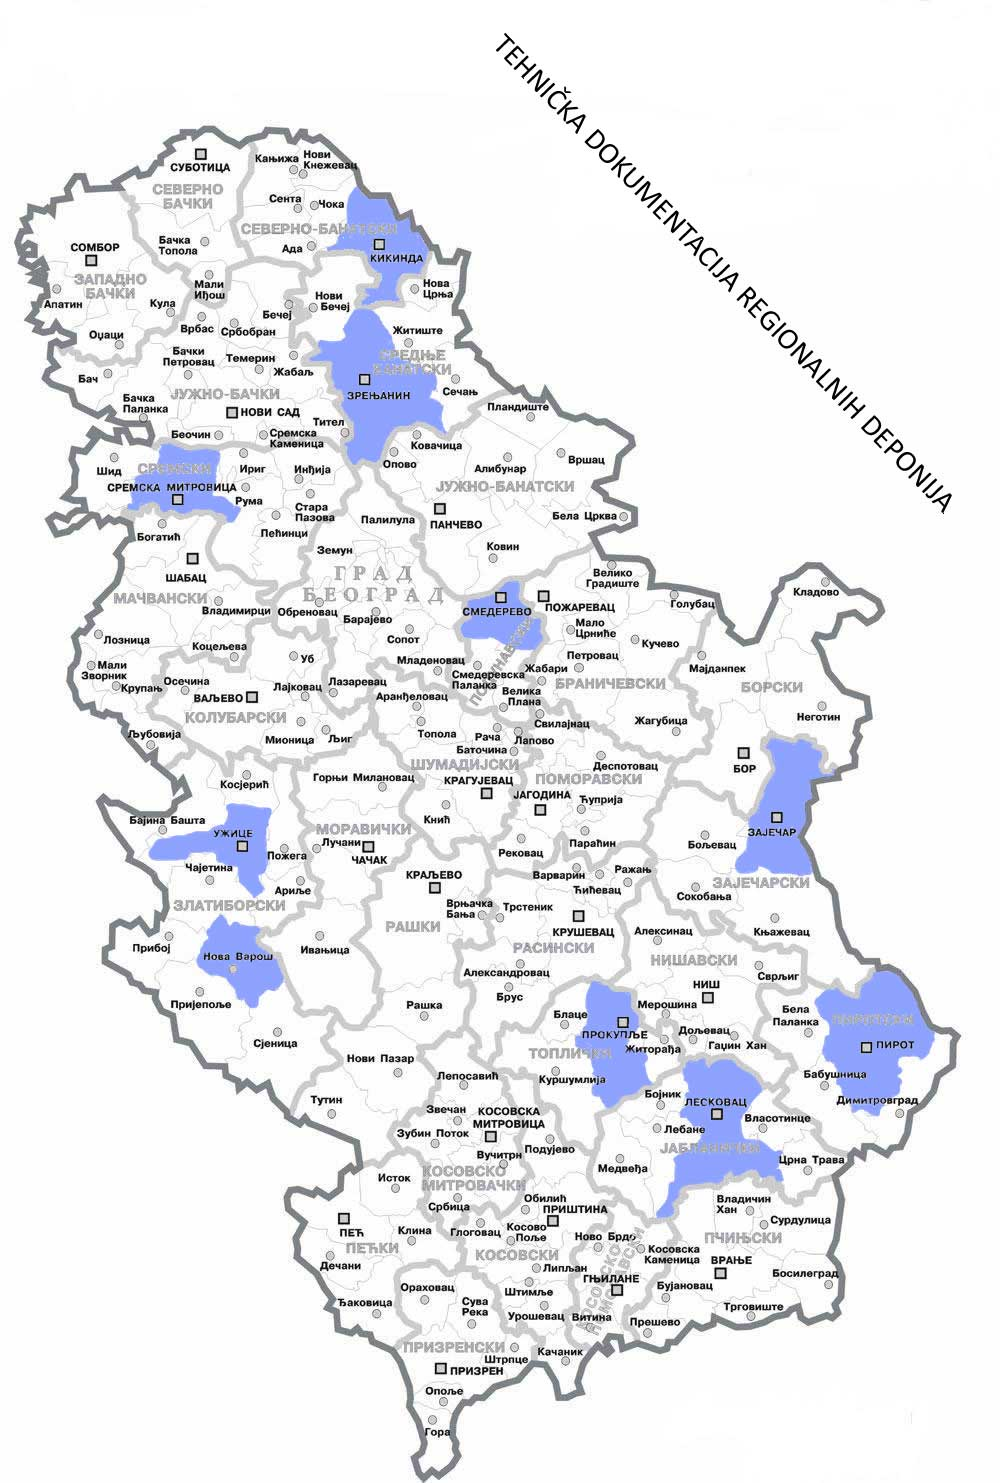 TEHNIČKA DOKUMENTACIJA REGIONALNIH DEPONIJA
СУБОТИЦА
Кањижа
Нови
Кнежевац
СЕВЕРНО
БАЧКИ
Сента
Чока
СЕВЕРНО-БАНАТСКИ
Бачка
Топола
Ада
КИКИНДА
СОМБОР
ЗАПАДНО
БАЧКИ
Мали
Иђош
Нова
Црња
Апатин
Кула
Нови
Бечеј
Бечеј
Врбас
Србобран
Житиште
Оџаци
Бачки
Петровац
Темерин
Жабаљ
СРЕДЊЕ
БАНАТСКИ
Бач
ЈУЖНО-БАЧКИ
ЗРЕЊАНИН
Сечањ
Бачка
Паланка
НОВИ САД
Тител
Пландиште
Беочин
Сремска
Каменица
Ковачица
Опово
Алибунар
Вршац
Шид
СРЕМСКИ
Ириг
Инђија
СРЕМСКА МИТРОВИЦА
Рума
ЈУЖНО-БАНАТСКИ
Стара
Пазова
Палилула
ПАНЧЕВО
Бела Црква
Богатић
Пећинци
Земун
Ковин
ШАБАЦ
ГРАД
БЕОГРАД
Велико
Градиште
МАЧВАНСКИ
Владимирци
Обреновац
Барајево
СМЕДЕРЕВО
ПОЖАРЕВАЦ
Голубац
Кладово
Лозница
Коцељева
Сопот
Мало
Црниће
Кучево
Мали
Зворник
Уб
Младеновац
ПОДУНАВСКИ
Петровац
Мајданпек
Крупањ
Осечина
Лајковац
Лазаревац
Смедеревска
Паланка
Жабари
БРАНИЧЕВСКИ
БОРСКИ
ВАЉЕВО
Аранђеловац
Велика
Плана
КОЛУБАРСКИ
Неготин
Љубовија
Мионица
Љиг
Топола
Рача
Свилајнац
Жагубица
Баточина
Лапово
ШУМАДИЈСКИ
Деспотовац
БОР
Косјерић
Горњи Милановац
КРАГУЈЕВАЦ
ПОМОРАВСКИ
ЈАГОДИНА
Ћуприја
Бајина Башта
УЖИЦЕ
МОРАВИЧКИ
Кнић
ЗАЈЕЧАР
Пожега
Лучани
ЧАЧАК
Рековац
Параћин
Бољевац
Чајетина
Ариље
КРАЉЕВО
Варварин
Ражањ
Ћићевац
ЗАЈЕЧАРСКИ
Сокобања
ЗЛАТИБОРСКИ
Врњачка
Бања
Трстеник
РАШКИ
КРУШЕВАЦ
Алексинац
Књажевац
Прибој
Нова Варош
Ивањица
РАСИНСКИ
НИШАВСКИ
Александровац
Сврљиг
Пријепоље
Брус
НИШ
Рашка
Блаце
Мерошина
Бела
Паланка
ПИРОТСКИ
Сјеница
ПРОКУПЉЕ
Дољевац
Гаџин Хан
ПИРОТ
ТОПЛИЧКИ
Житорађа
Нови Пазар
Лепосавић
Куршумлија
Бабушница
Тутин
Бојник
ЛЕСКОВАЦ
Димитровград
Звечан
КОСОВСКА
МИТРОВИЦА
Власотинце
Зубин Поток
Лебане
Вучитрн
Подујево
ЈАБЛАНИЧКИ
Медвеђа
Црна Трава
Исток
КОСОВСКО
МИТРОВАЧКИ
Србица
Обилић
ПРИШТИНА
Владичин
Хан
Сурдулица
ПЕЋ
Клина
Глоговац
Косово
Поље
Ново Брдо
ПЧИЊСКИ
ПЕЋКИ
КОСОВСКИ
Косовска
Каменица
ВРАЊЕ
Дечани
Липљан
ГЊИЛАНЕ
Босилеград
Бујановац
Ораховац
Штимље
КОСОВСКО
Ђаковица
Сува
Река
Урошевац
Витина
Прешево
Трговиште
ПРИЗРЕНСКИ
Штрпце
Качаник
ПРИЗРЕН
Опоље
Гора